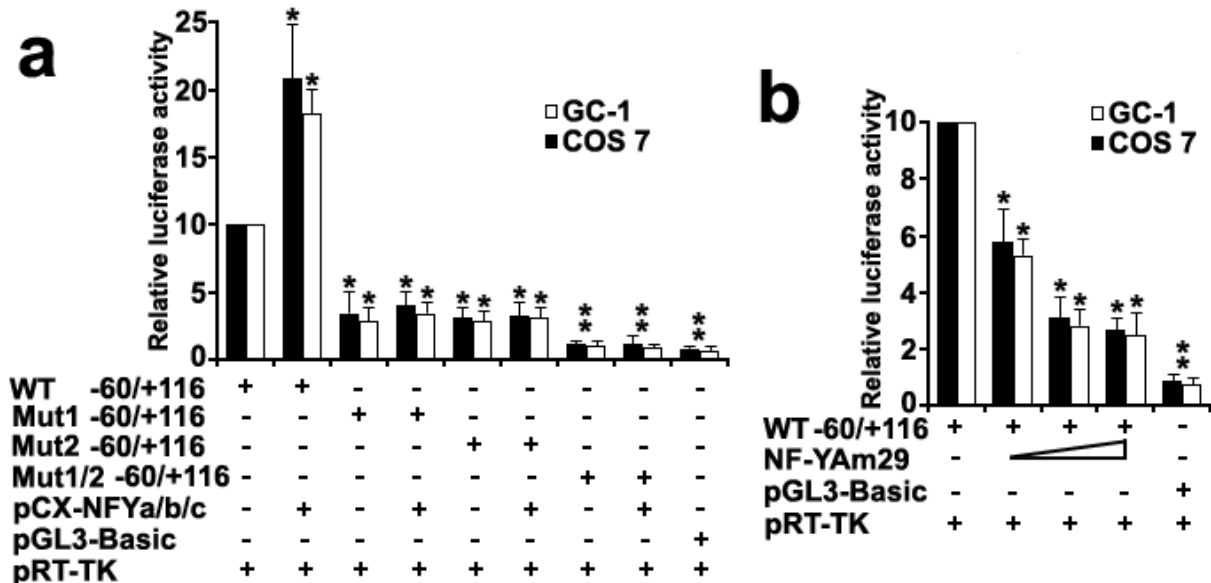 a
Relative luciferase activity
25
20
15
10
5
0
* * * * * * * * * * * * * * * *
GC-1
COS 7
WT -60/+116 + + - - - - - - -
Mut1 -60/+116 - - + + - - - - -
Mut2 -60/+116 - - - - + + - - -
Mut1/2 -60/+116 - - - - - - + + -
pCX-NFYa/b/c - + - + - + - + -
pGL3-Basic - - - - - - - - +
pRT-TK + + + + + + + + +
b
Relative luciferase activity
10
8
6
4
2
0
* * * * * * * *
GC-1
COS 7
WT-60/+116 + + + + -
NF-YAm29 - -
pGL3-Basic - - - - +
pRT-TK + + + + +